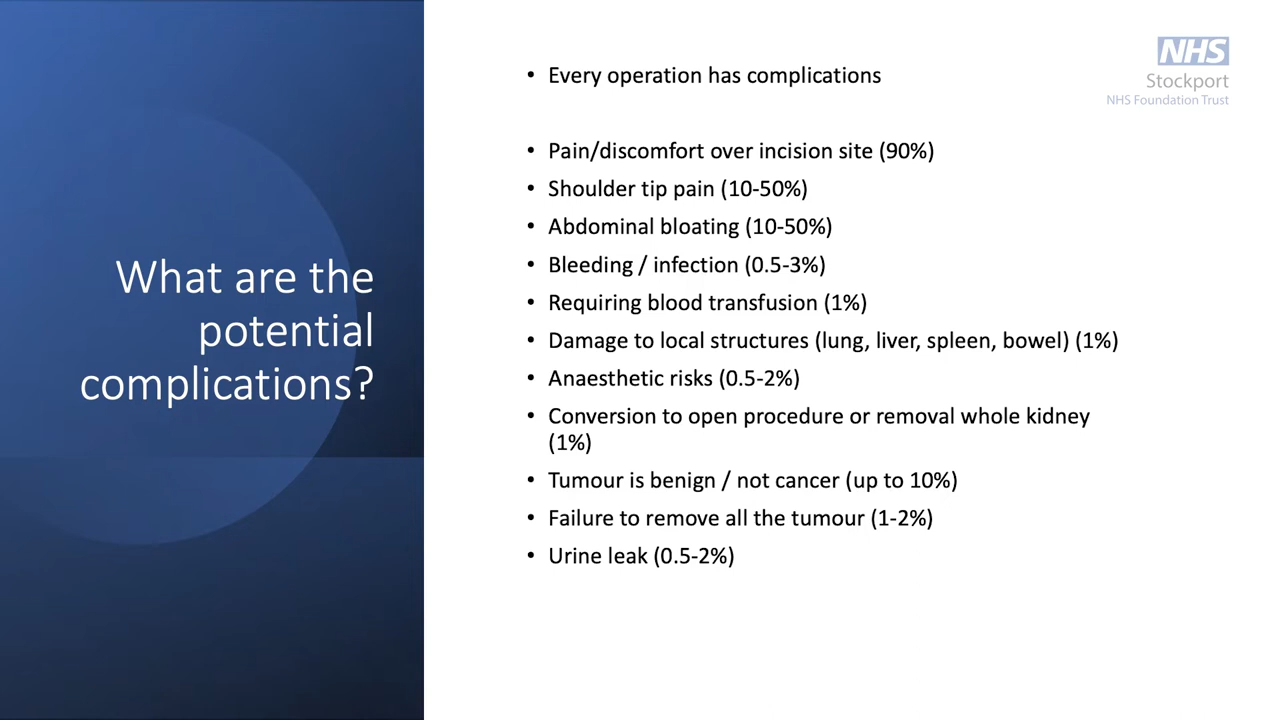 What are the
potential
complications?
NHS
Stockport
NHS Foundation Trust
• Every operation has complications
• Pain/discomfort over incision site (90%)
• Shoulder tip pain (10-50%)
• Abdominal bloating (10-50%)
• Bleeding / infection (0.5-3%)
• Requiring blood transfusion (1%)
• Damage to local structures (lung, liver, spleen, bowel) (1%)
• Anaesthetic risks (0.5-2%)
• Conversion to open procedure or removal whole kidney
(1%)
• Tumour is benign / not cancer (up to 10%)
• Failure to remove all the tumour (1-2%)
• Urine leak (0.5-2%)